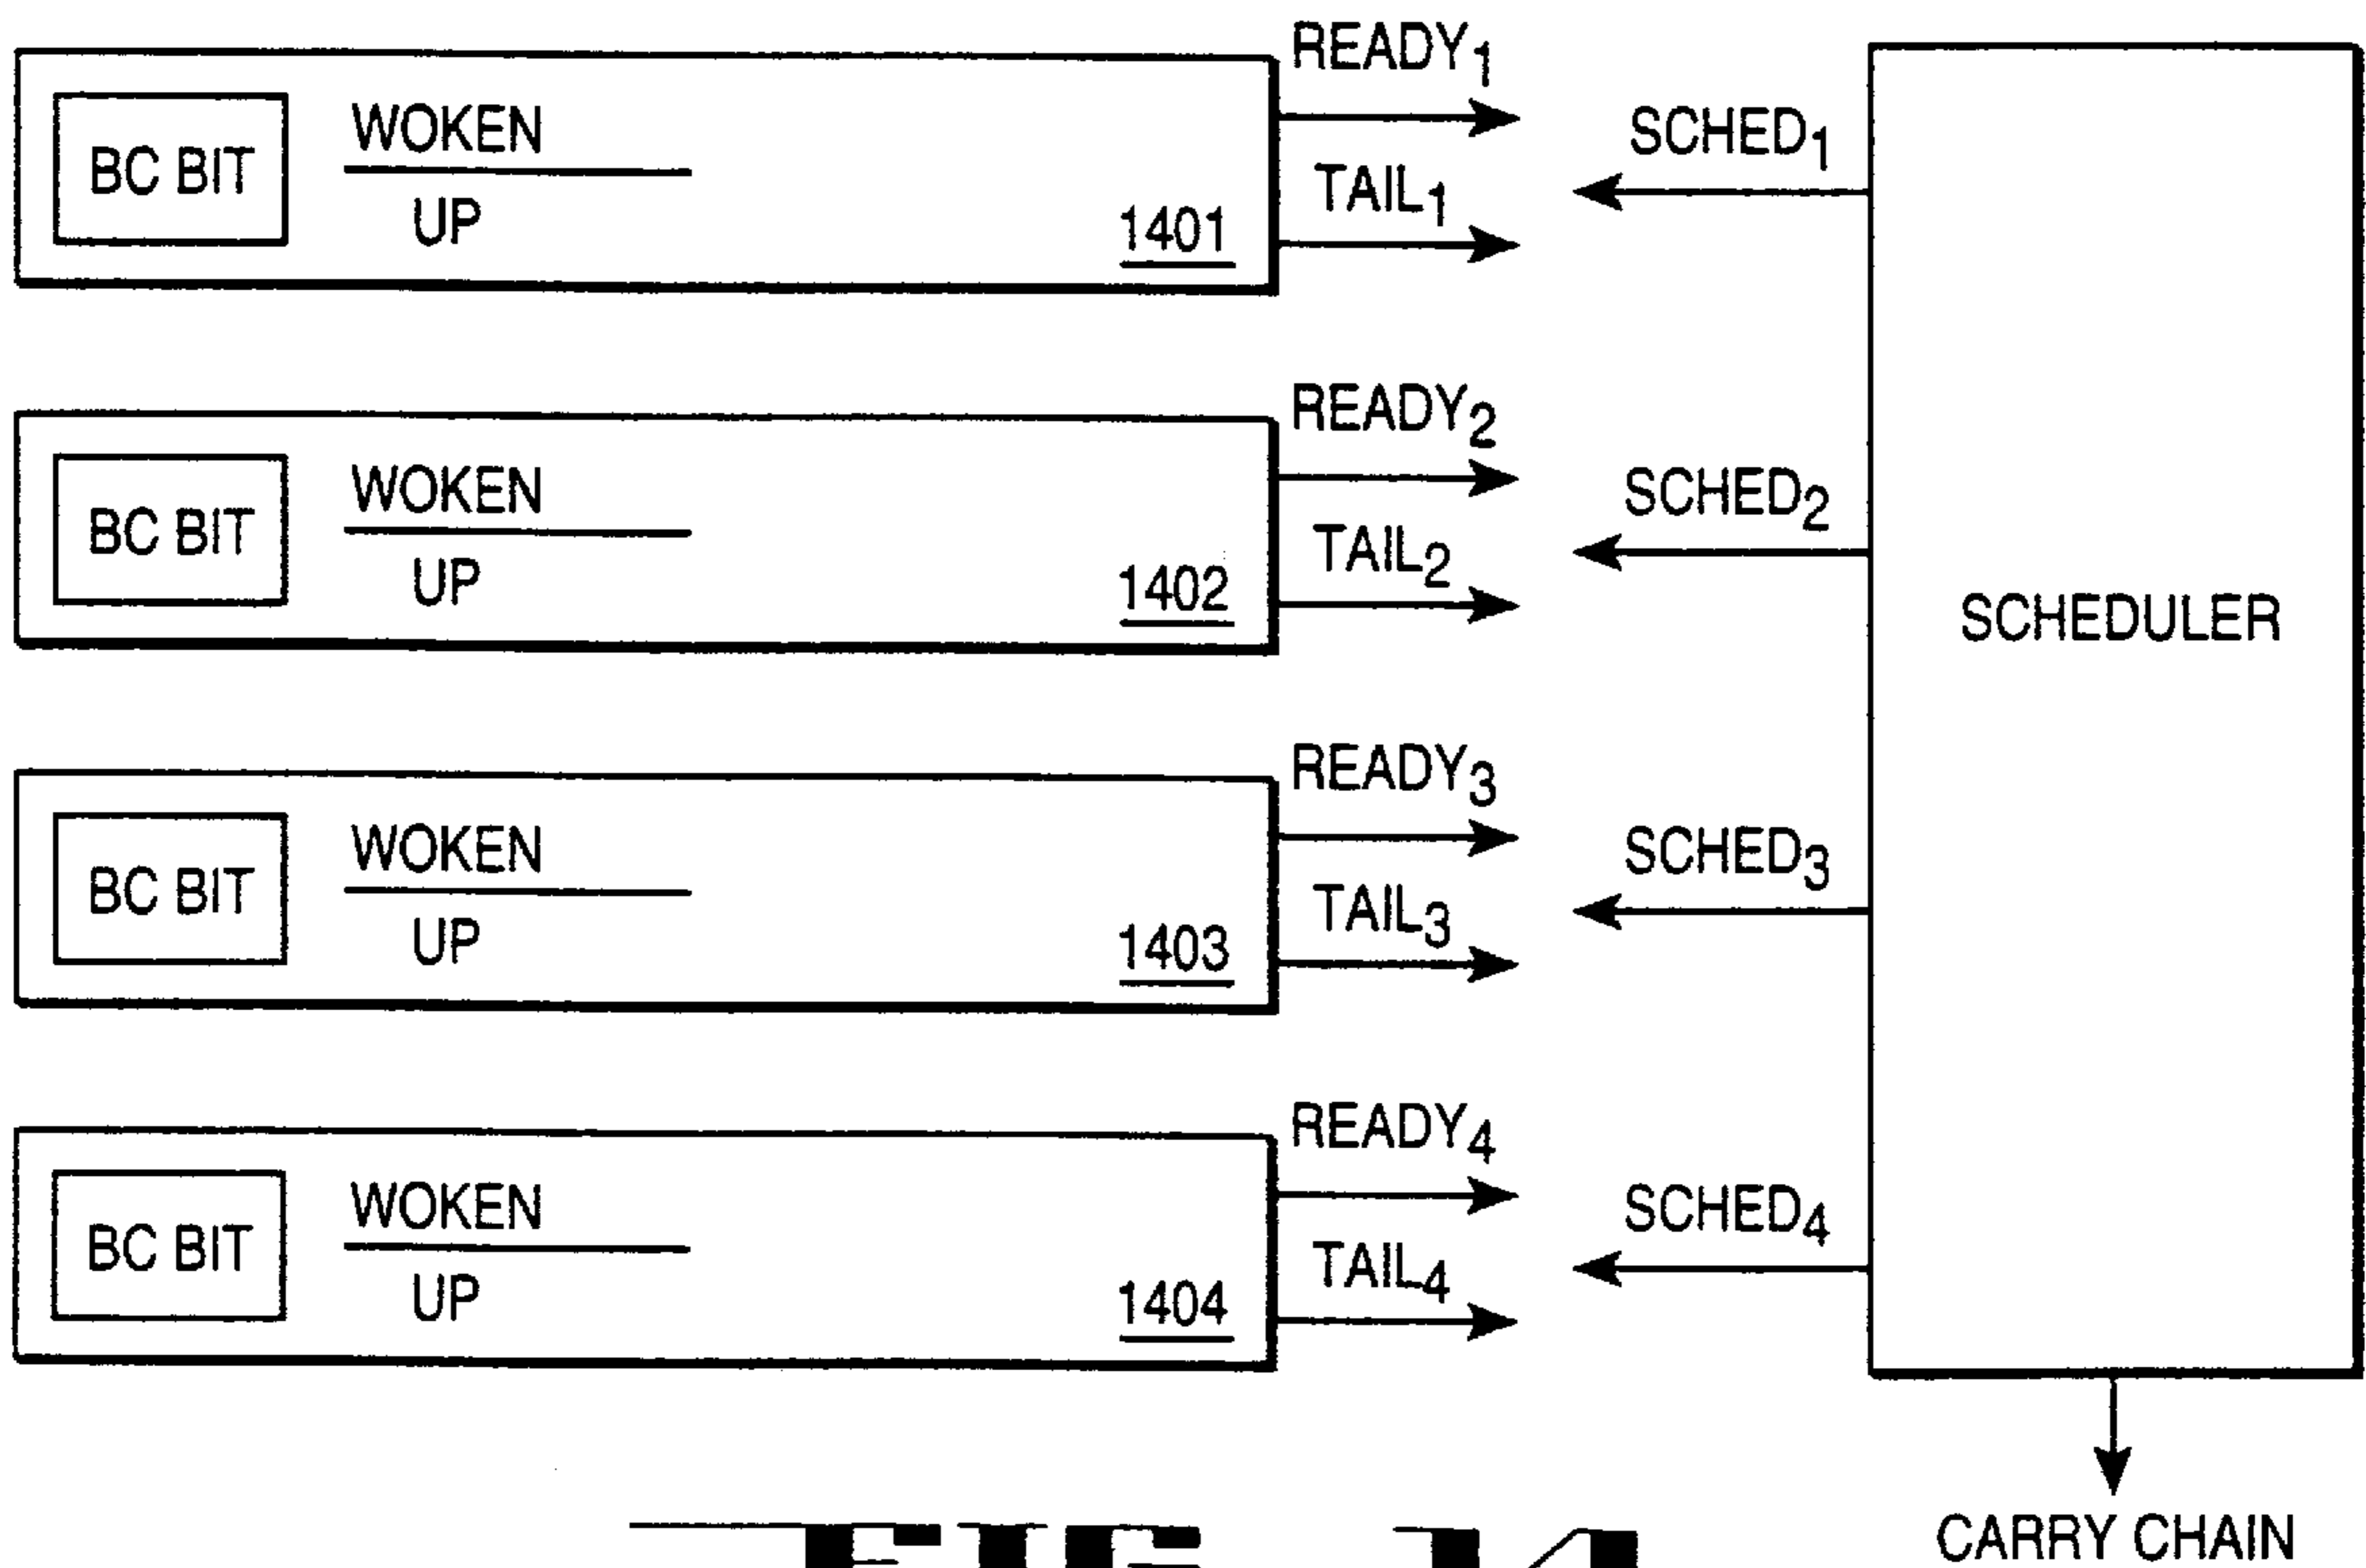 READY1
WOKEN
BC BIT
UP
1401
TAIL1
SCHED1
READY2
WOKEN
BC BIT
UP
1402
TAIL2
SCHED2
SCHEDULER
READY3
WOKEN
BC BIT
UP
1403
TAIL3
SCHED3
READY4
WOKEN
BC BIT
UP
1404
TAIL4
SCHED4
CARRY CHAIN